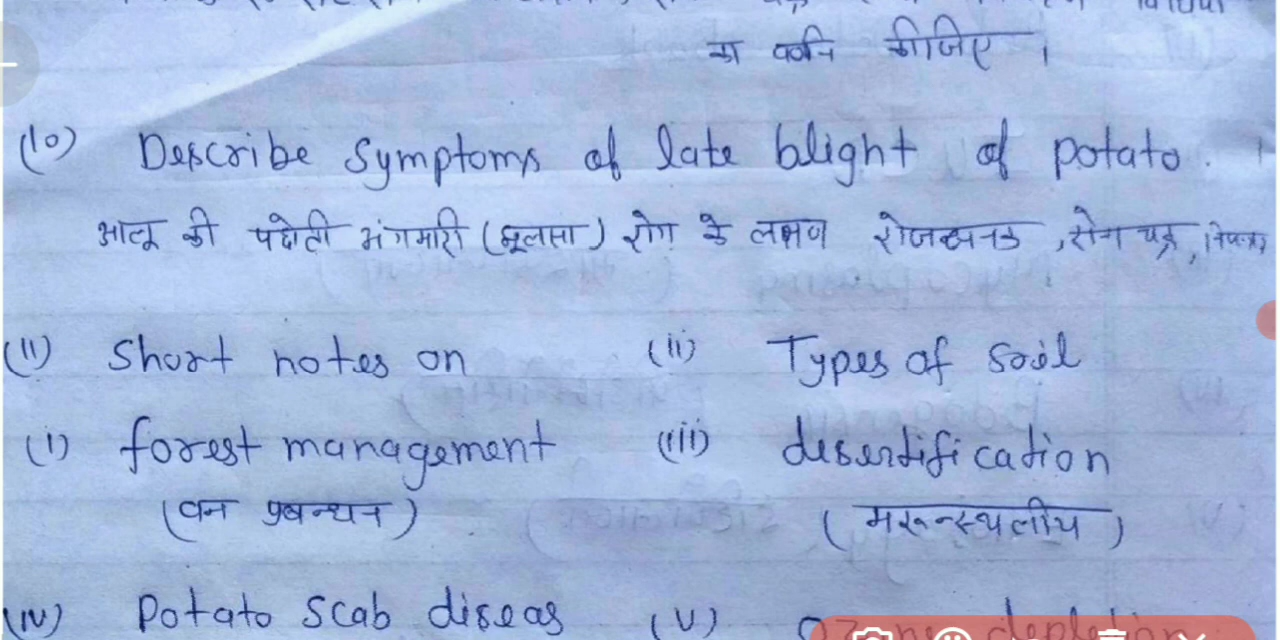 का वर्णन कीजिए ।
(10) Describe Symptoms of late blight of potato.
आलू की पछेती अंगमारी (झूलसा) रोग के लक्षण रोजखनक , रोग चक्र ,
(11) Short notes on (ii) Types of soil
(i) forest management (iii) desertification
(वन प्रबन्धन) (मरून्स्थलीय)
(iv) Potato scab diseas (v)